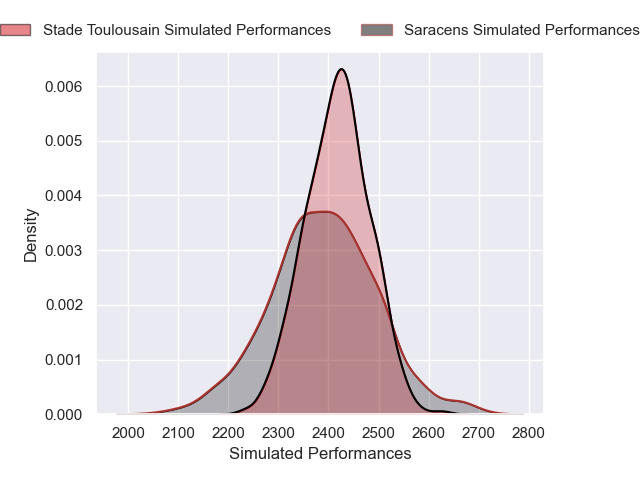 Stade Toulousain Simulated Performances
Saracens Simulated Performances
0.006
0.005
0.004
0.003
0.002
0.001
0.000
Density
2000 2100 2200 2300 2400 2500 2600 2700 2800
Simulated Performances